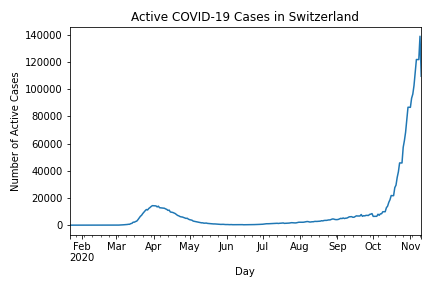 Active COVID-19 Cases in Switzerland
Number of Active Cases
140000
120000
100000
80000
60000
40000
20000
0
Feb Mar Apr May Jun Jul Aug Sep Oct Nov
2020
Day